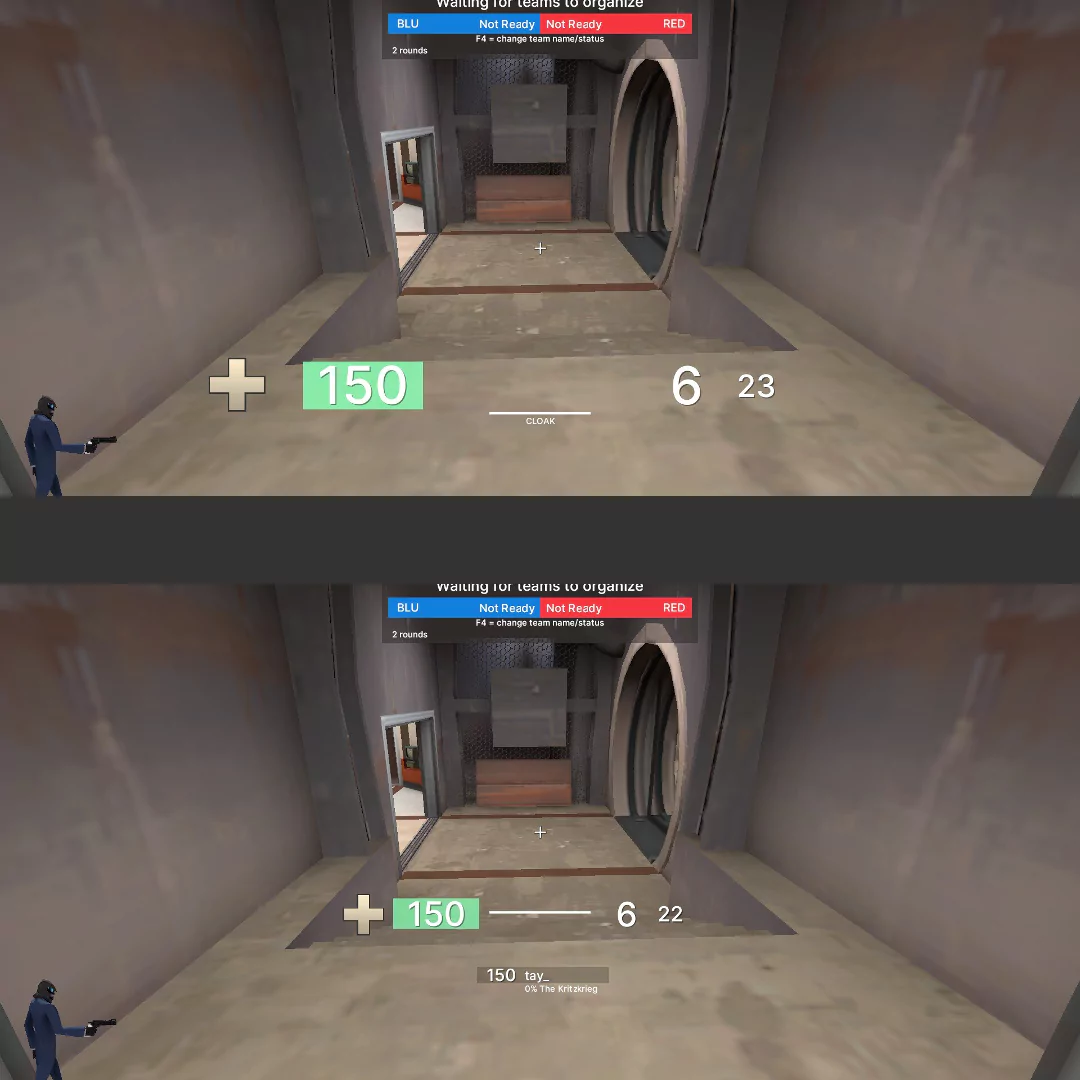 Waiting for teams to organize
BLU Not Ready Not Ready RED
F4 = change team name/status
2 rounds
150 6 23
CLOAK
Waiting for teams to organize
BLU Not Ready Not Ready RED
F4 = change team name/status
2 rounds
150 6 22
150 tay_
0% The Kritzkrieg